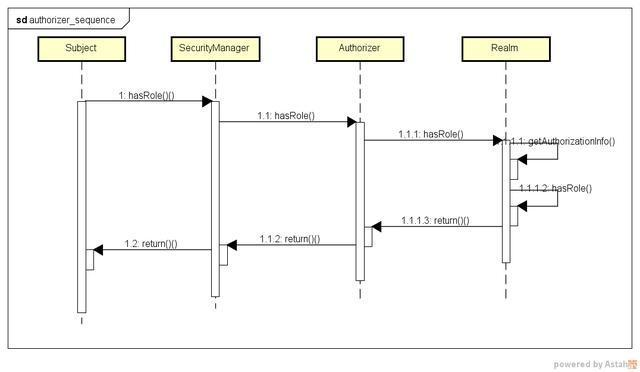 sd authorizer_sequence
Subject
SecurityManager
Authorizer
Realm
1: hasRole()()
1.1: hasRole()
1.1.1: hasRole()
1.1: getAuthorizationInfo()
1.1.1.2: hasRole()
1.1.1.3: return()()
1.1.2: return()()
1.2: return()()
powered by Astah